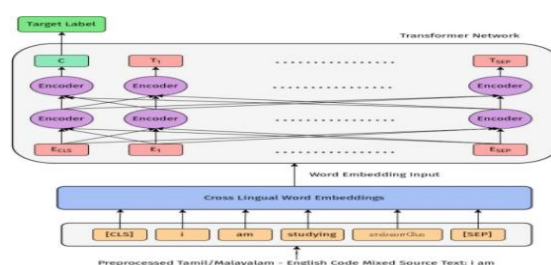 Target Label
Transformer Network
C T1 TSEP
Encoder Encoder Encoder
Encoder Encoder Encoder
ECLS E1 ESEP
Word Embedding Input
Cross Lingual Word Embeddings
[CLS] i am studying [SEP]
Preprocessed Tamil/Malayalam - English Code Mixed Source Text: i am